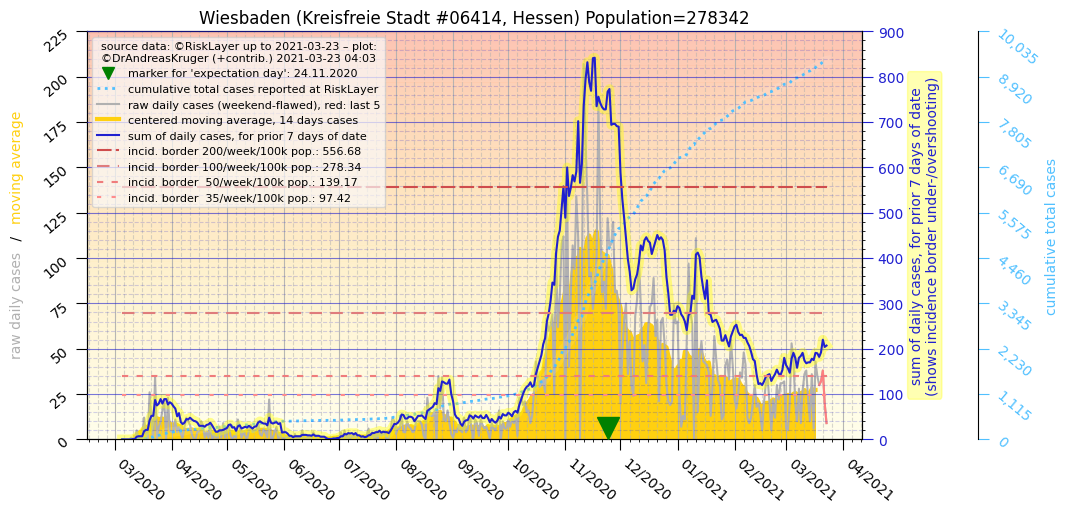 Wiesbaden (Kreisfreie Stadt #06414, Hessen) Population=278342
source data: ©RiskLayer up to 2021-03-23 – plot:
©DrAndreasKruger (+contrib.) 2021-03-23 04:03
marker for 'expectation day': 24.11.2020
cumulative total cases reported at RiskLayer
raw daily cases (weekend-flawed), red: last 5
centered moving average, 14 days cases
sum of daily cases, for prior 7 days of date
incid. border 200/week/100k pop.: 556.68
incid. border 100/week/100k pop.: 278.34
incid. border  50/week/100k pop.: 139.17
incid. border  35/week/100k pop.: 97.42
raw daily cases / moving average
225
200
175
150
125
100
75
50
25
0
03/2020
04/2020
05/2020
06/2020
07/2020
08/2020
09/2020
10/2020
11/2020
12/2020
01/2021
02/2021
03/2021
04/2021
900
800
700
600
500
400
300
200
100
0
sum of daily cases, for prior 7 days of date
(shows incidence border under-/overshooting)
10,035
8,920
7,805
6,690
5,575
4,460
3,345
2,230
1,115
0
cumulative total cases